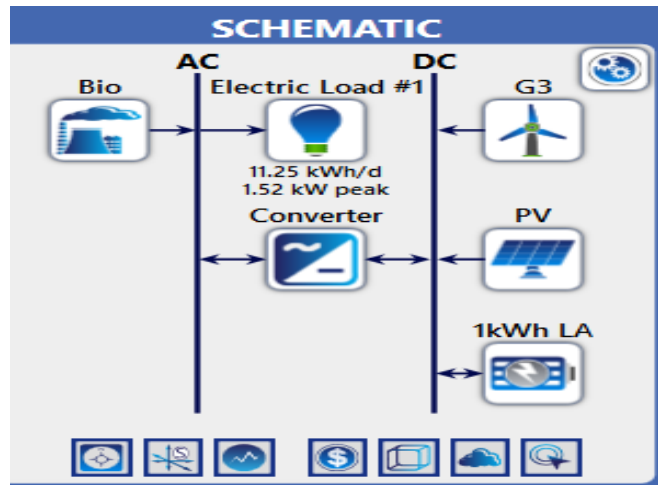 SCHEMATIC
AC
DC
Bio
Electric Load #1
G3
11.25 kWh/d
1.52 kW peak
Converter
PV
1kWh LA